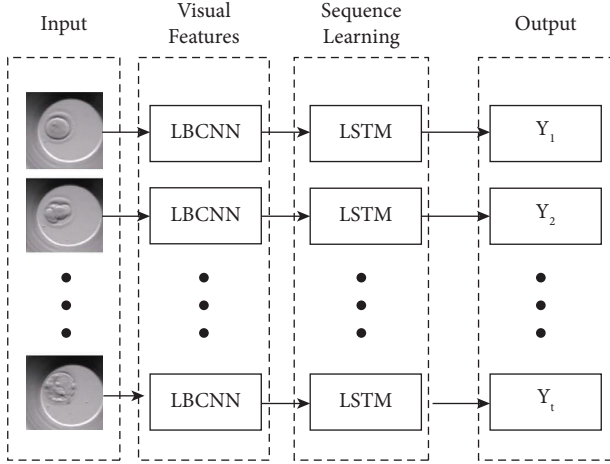 Input
Visual
Features
Sequence
Learning
Output
LBCNN
LSTM
Y1
LBCNN
LSTM
Y2
LBCNN
LSTM
Yt